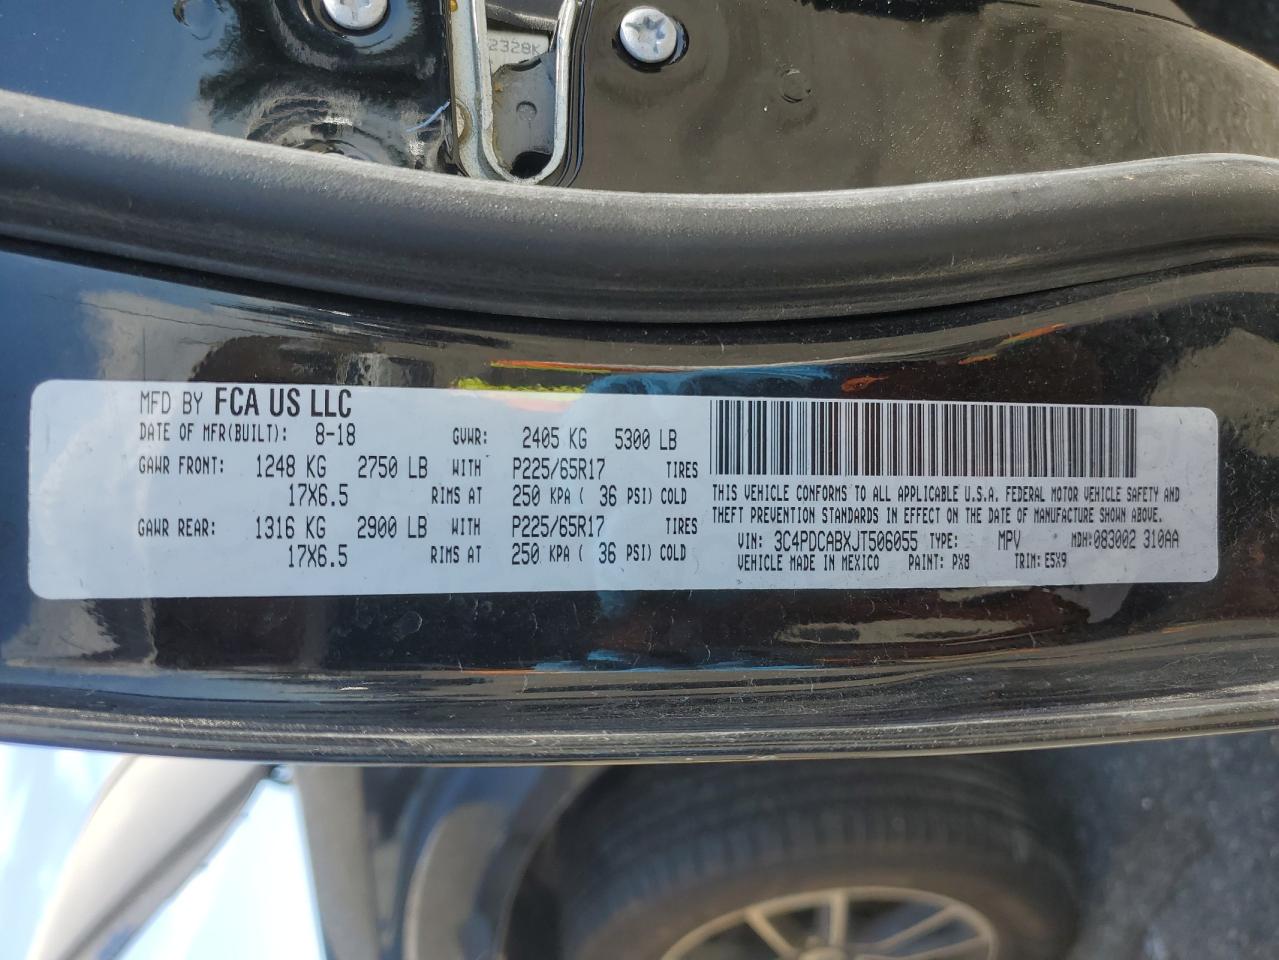 2328K
MFD BY FCA US LLC
DATE OF MFR(BUILT): 8-18 GVWR: 2405 KG 5300 LB
GAWR FRONT: 1248 KG 2750 LB WITH P225/65R17 TIRES
17X6.5 RIMS AT 250 KPA ( 36 PSI) COLD
GAWR REAR: 1316 KG 2900 LB WITH P225/65R17 TIRES
17X6.5 RIMS AT 250 KPA ( 36 PSI) COLD
THIS VEHICLE CONFORMS TO ALL APPLICABLE U.S.A. FEDERAL MOTOR VEHICLE SAFETY AND
THEFT PREVENTION STANDARDS IN EFFECT ON THE DATE OF MANUFACTURE SHOWN ABOVE.
VIN: 3C4PDCABXJT506055 TYPE: MPV MDH:083002 310AA
VEHICLE MADE IN MEXICO PAINT: PX8 TRIM: E5X9